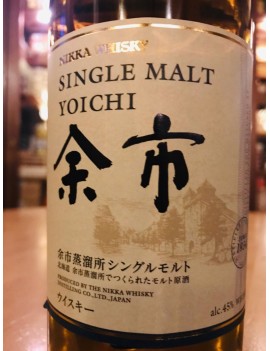 NIKKA WHISKY
SINGLE MALT
YOICHI
余市
余市蒸溜所シングルモルト
北海道 余市蒸溜所でつくられたモルト原酒
PRODUCED BY THE NIKKA WHISKY
DISTILLING CO.,LTD.,JAPAN
ウイスキー
alc.45%